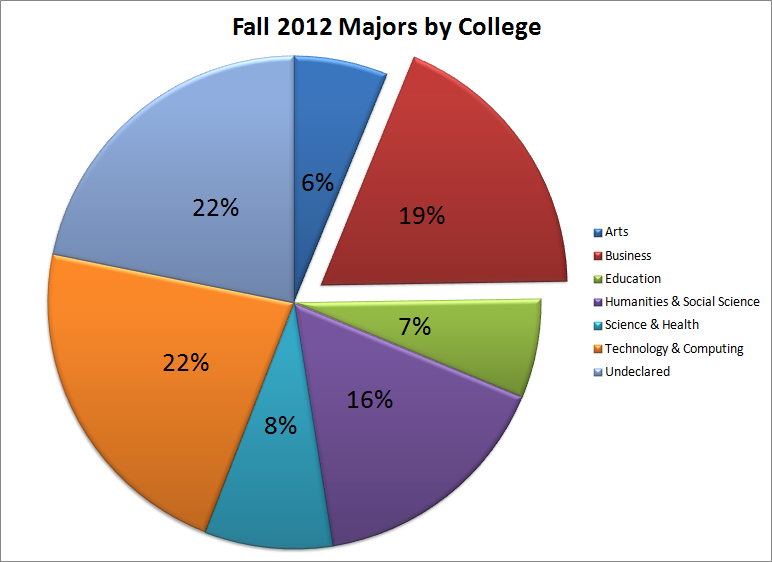 Fall 2012 Majors by College
6%
19%
22%
7%
16%
22%
8%
Arts
Business
Education
Humanities & Social Science
Science & Health
Technology & Computing
Undeclared